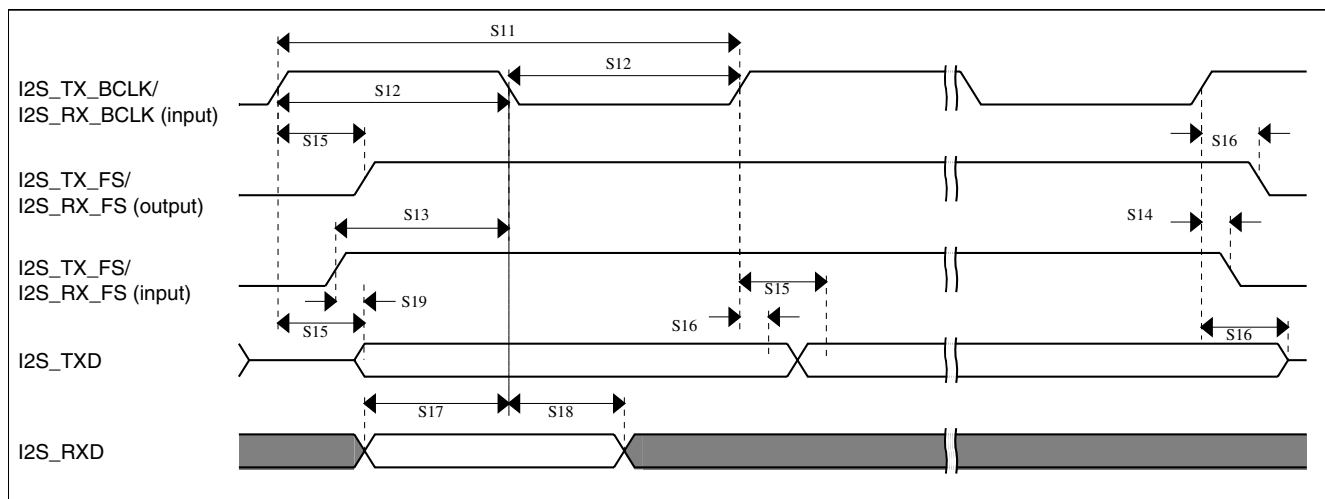 S11
S12
I2S_TX_BCLK/
I2S_RX_BCLK (input)
S12
S15
S16
I2S_TX_FS/
I2S_RX_FS (output)
S13
S14
I2S_TX_FS/
I2S_RX_FS (input)
S19
S15
S15
S16
S16
I2S_TXD
S17
S18
I2S_RXD